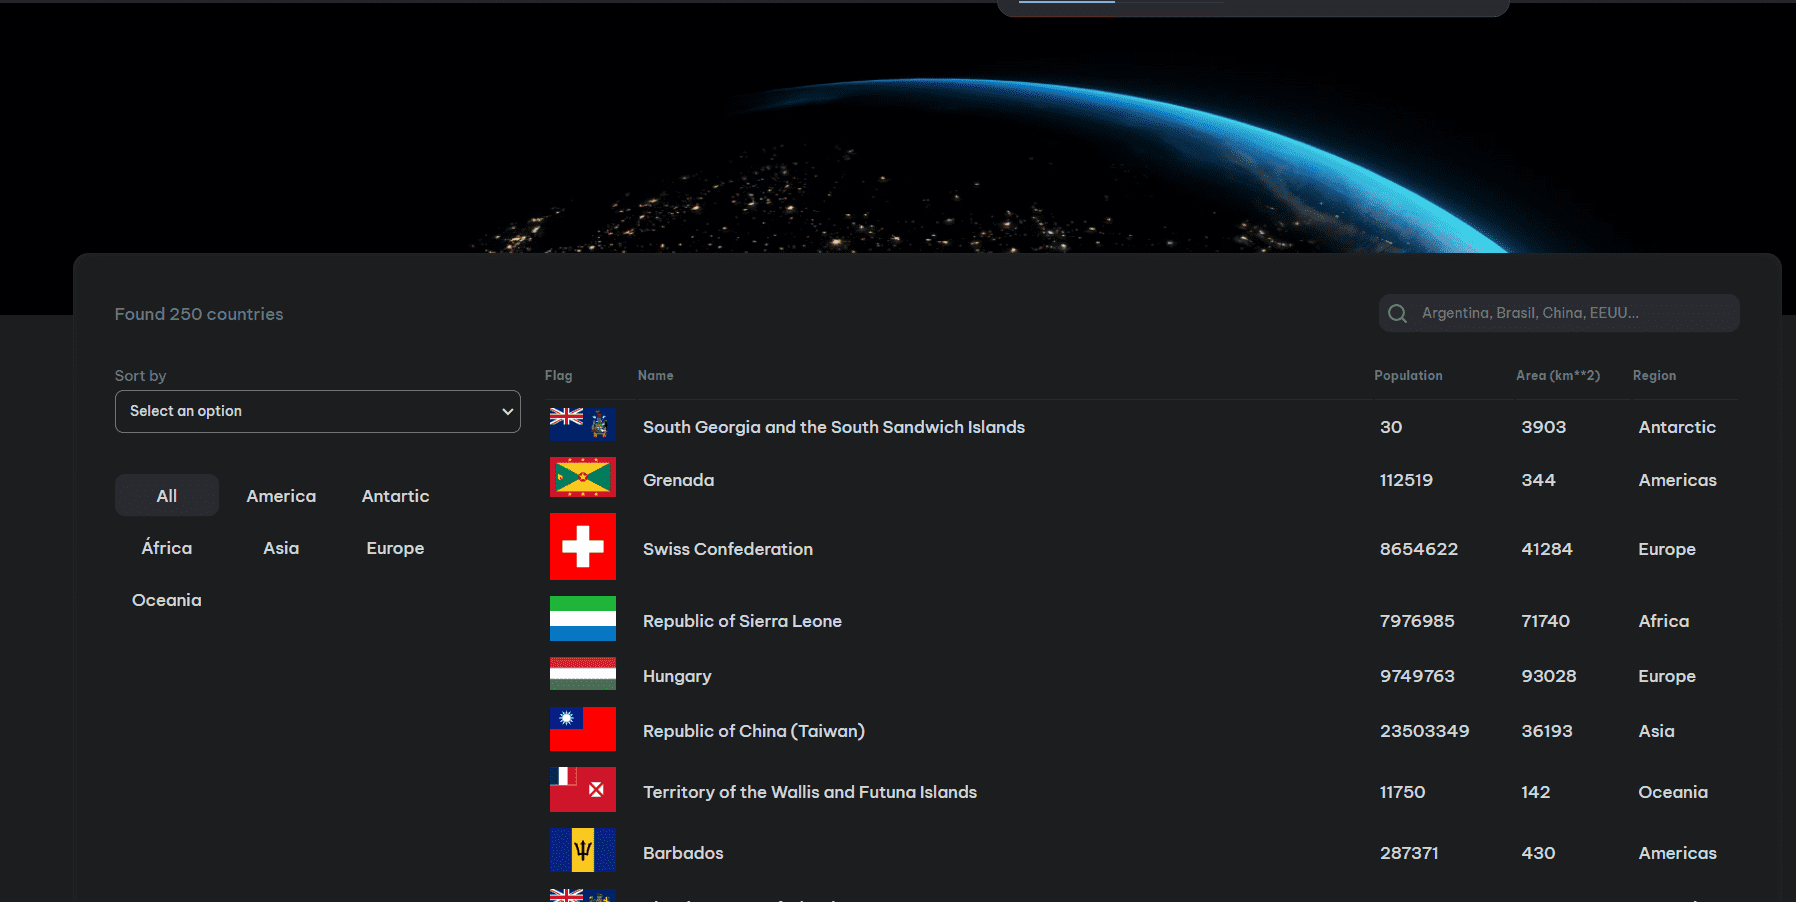 Found 250 countries
Argentina, Brasil, China, EEUU...
Sort by
Select an option
All America Antartic
África Asia Europe
Oceania
Flag Name Population Area (km**2) Region
South Georgia and the South Sandwich Islands 30 3903 Antarctic
Grenada 112519 344 Americas
Swiss Confederation 8654622 41284 Europe
Republic of Sierra Leone 7976985 71740 Africa
Hungary 9749763 93028 Europe
Republic of China (Taiwan) 23503349 36193 Asia
Territory of the Wallis and Futuna Islands 11750 142 Oceania
Barbados 287371 430 Americas